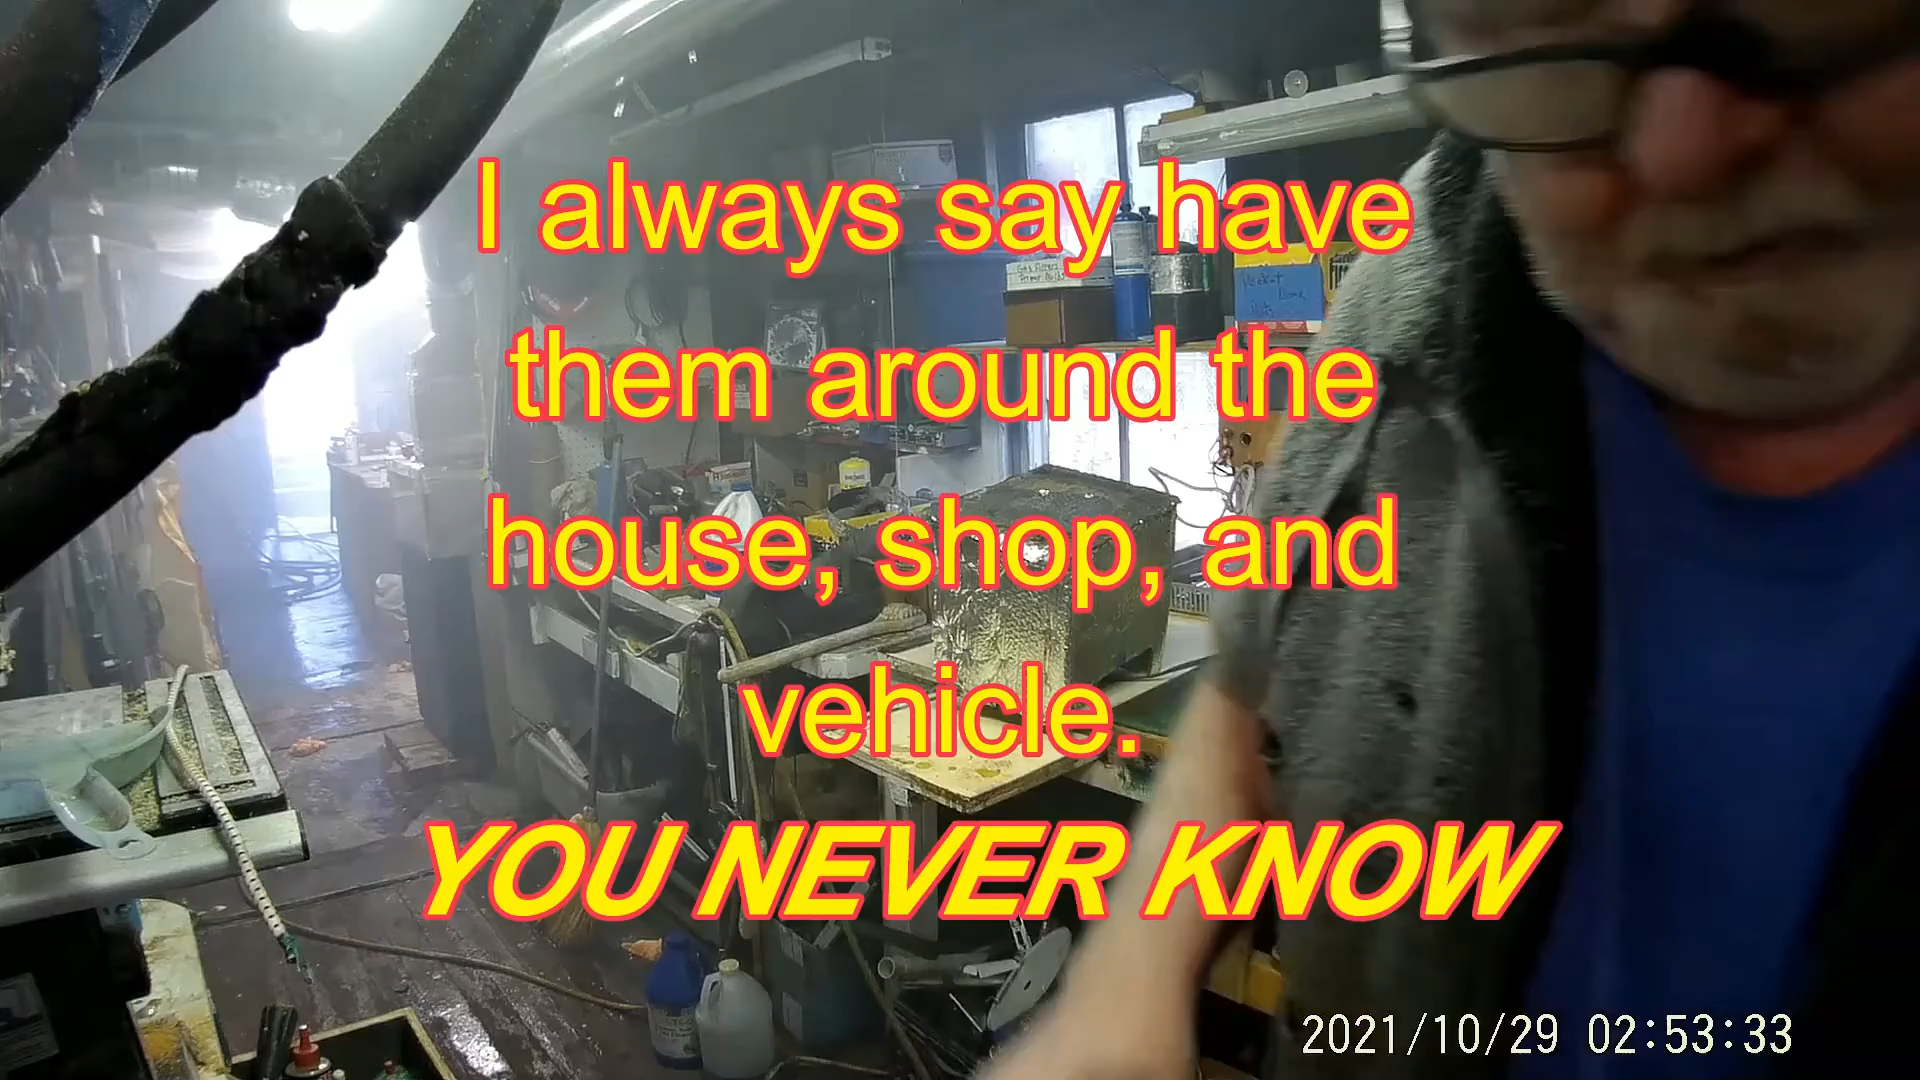 I always say have
them around the
house, shop, and
vehicle.
YOU NEVER KNOW
2021/10/29 02:53:33